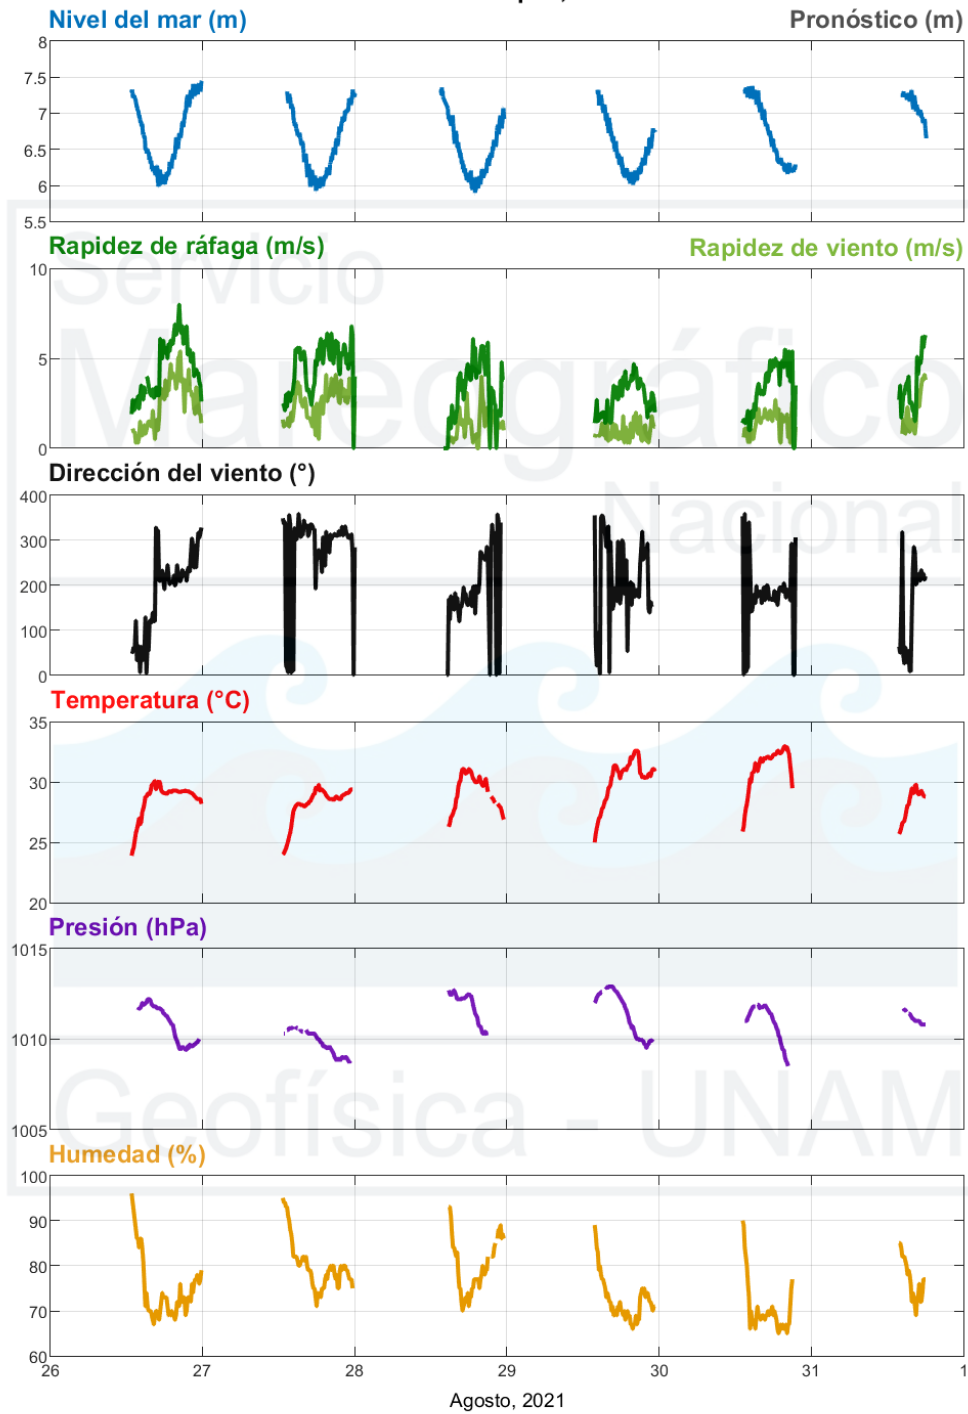 Nivel del mar (m) Pronóstico (m)
8
7.5
7
6.5
6
5.5
Servicio
Rapidez de ráfaga (m/s) Rapidez de viento (m/s)
10
5
0
Mareográfico
Dirección del viento (°)
Nacional
400
300
200
100
0
Temperatura (°C)
35
30
25
20
Presión (hPa)
1015
1010
1005
Geofísica - UNAM
Humedad (%)
100
90
80
70
60
26 27 28 29 30 31 1
Agosto, 2021